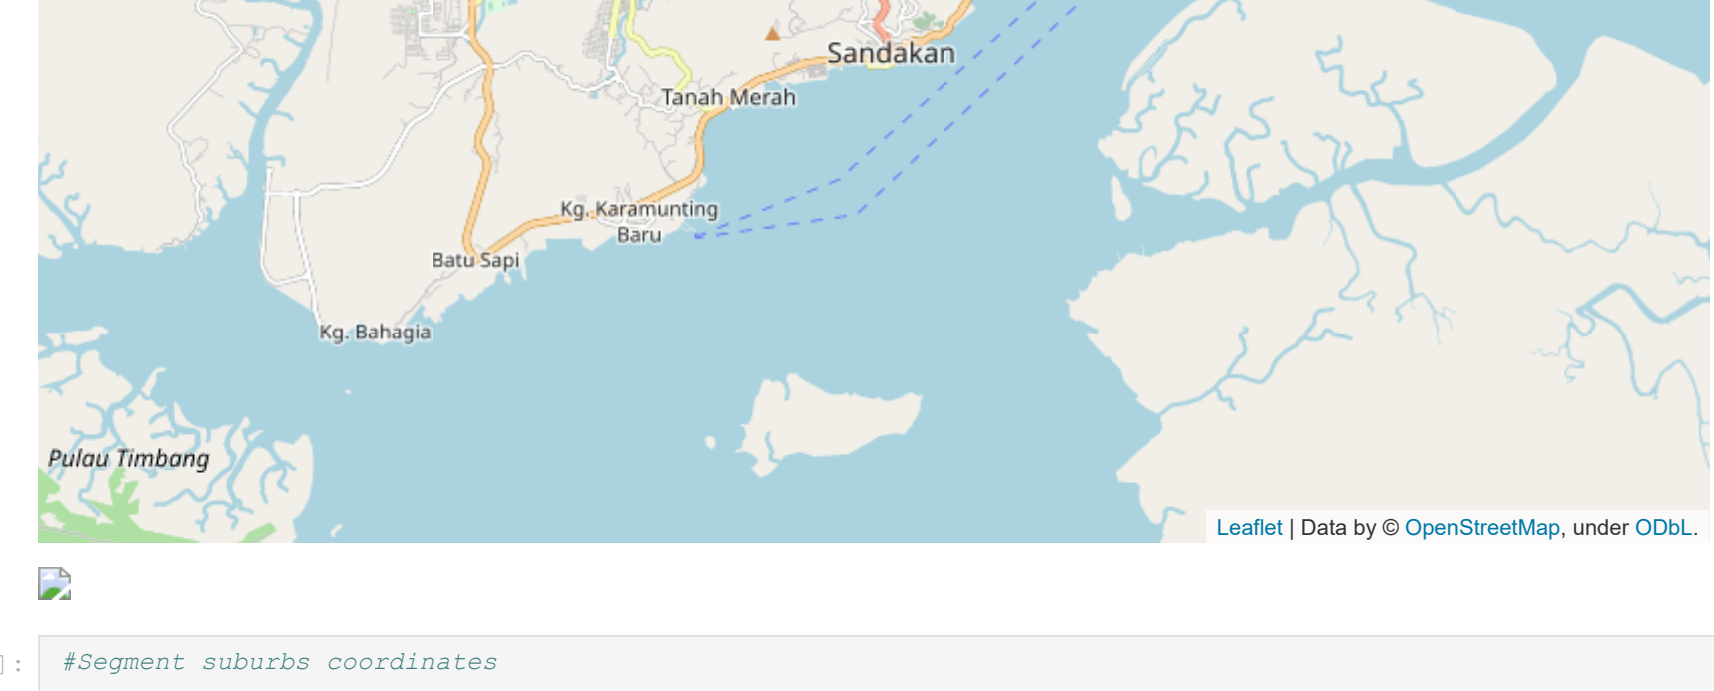 Sandakan
Tanah Merah
Kg. Karamunting
Baru
Batu Sapi
Kg. Bahagia
Pulau Timbang
Leaflet | Data by © OpenStreetMap, under ODbL.
]:
#Segment suburbs coordinates